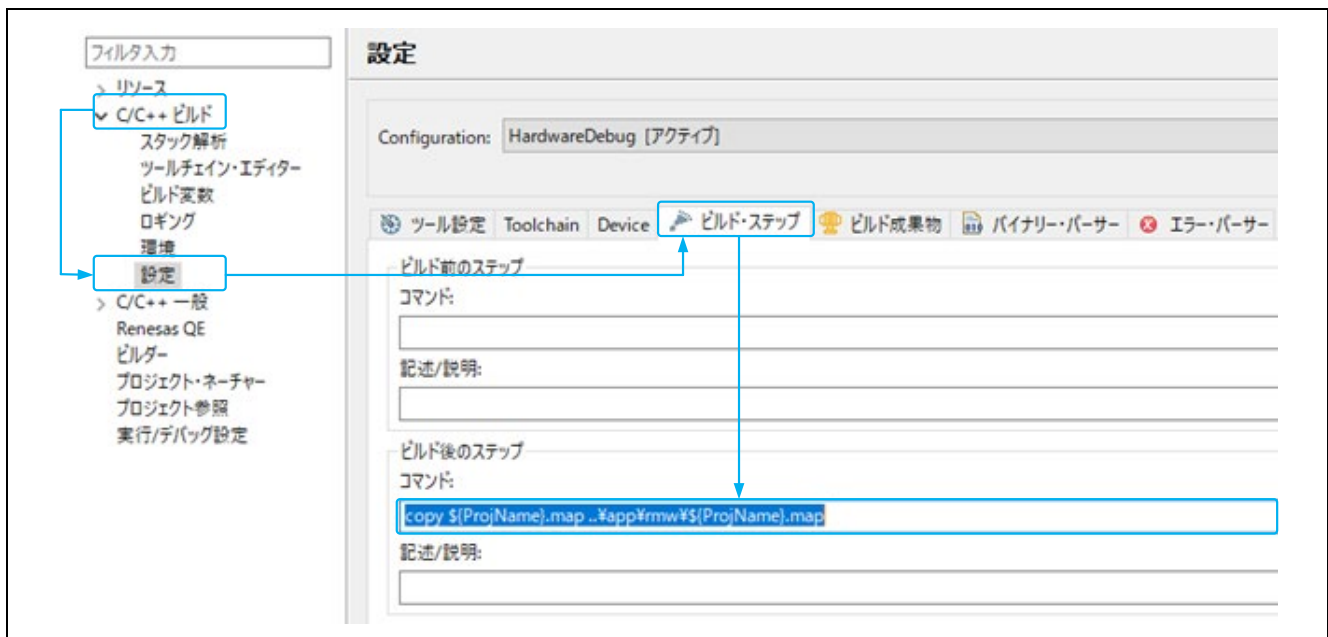 フィルタ入力
> リソース
C/C++ ビルド
スタック解析
ツールチェイン・エディター
ビルド変数
ロギング
環境
設定
> C/C++ 一般
Renesas QE
ビルダー
プロジェクト・ネーチャー
プロジェクト参照
実行/デバッグ設定
設定
Configuration: HardwareDebug [アクティブ]
ツール設定 Toolchain Device ビルド・ステップ ビルド成果物 バイナリー・パーサー エラー・パーサー
ビルド前のステップ
コマンド:
記述/説明:
ビルド後のステップ
コマンド:
copy ${ProjName}.map ..¥app¥rmw¥${ProjName}.map
記述/説明: